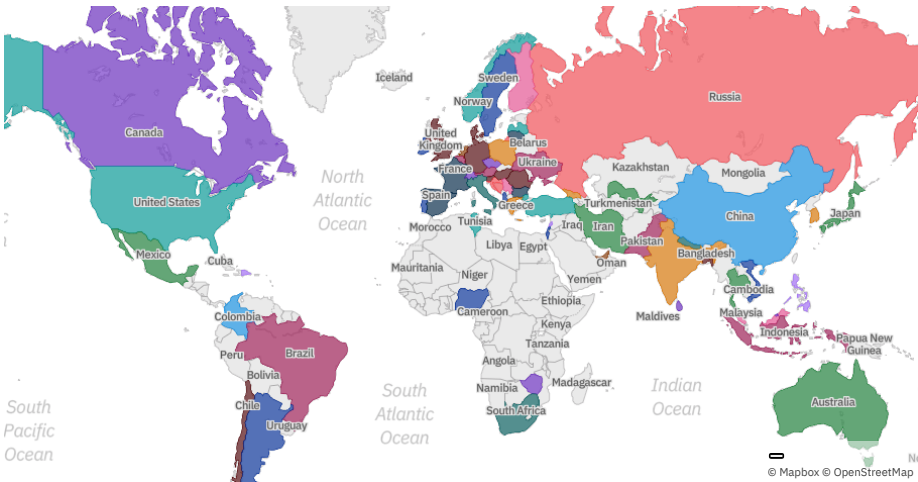 Iceland
Sweden
Norway
Russia
Canada
United
Kingdom
Belarus
Ukraine
France
Kazakhstan
Mongolia
North
Atlantic
Ocean
United States
Spain
Greece
Turkmenistan
China
Japan
Tunisia
Morocco
Iraq
Iran
Pakistan
Mexico
Cuba
Libya
Egypt
Bangladesh
Oman
Mauritania
Niger
Yemen
Cambodia
Colombia
Cameroon
Ethiopia
Maldives
Malaysia
Kenya
Indonesia
Papua New
Guinea
Peru
Brazil
Tanzania
Bolivia
Angola
Namibia
Madagascar
Indian
Ocean
South
Pacific
Ocean
Chile
South
Atlantic
Ocean
South Africa
Australia
Uruguay
© Mapbox © OpenStreetMap